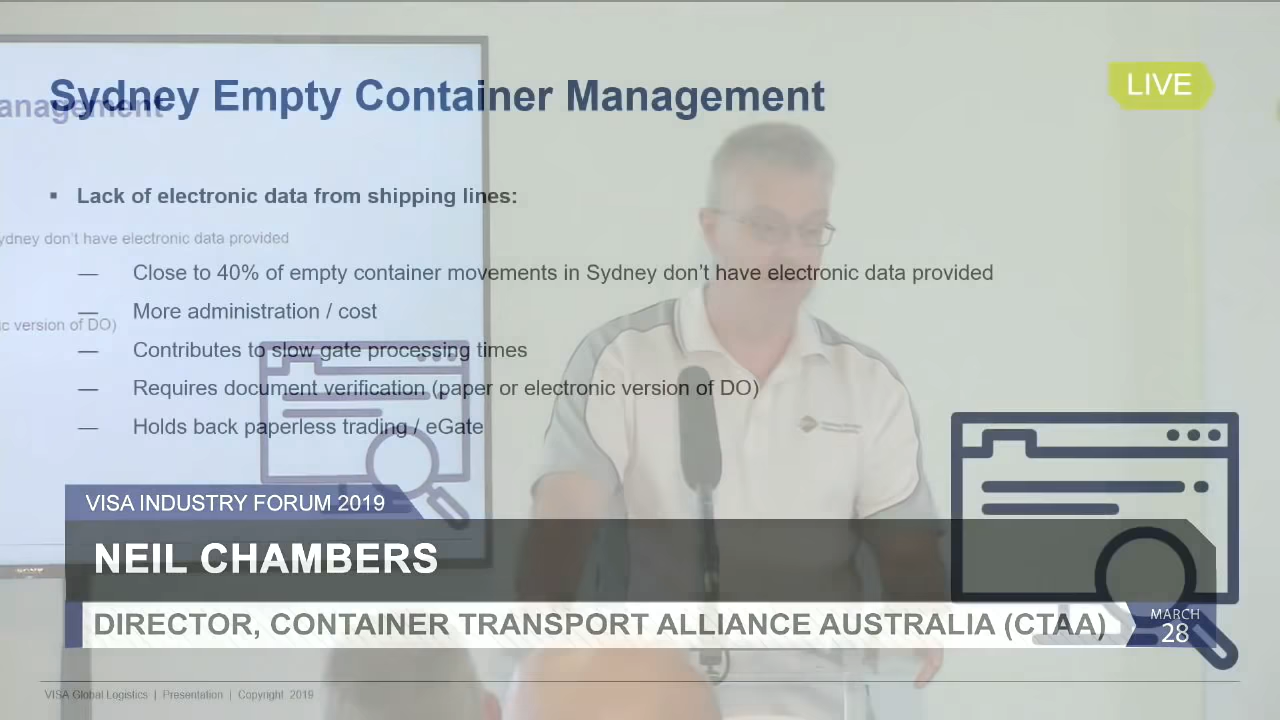 Sydney Empty Container Management
anagement
LIVE
▪ Lack of electronic data from shipping lines:
ydney don't have electronic data provided
— Close to 40% of empty container movements in Sydney don't have electronic data provided
— More administration / cost
ic version of DO)
— Contributes to slow gate processing times
— Requires document verification (paper or electronic version of DO)
— Holds back paperless trading / eGate
VISA INDUSTRY FORUM 2019
NEIL CHAMBERS
DIRECTOR, CONTAINER TRANSPORT ALLIANCE AUSTRALIA (CTAA)
MARCH
28
VISA Global Logistics | Presentation | Copyright 2019